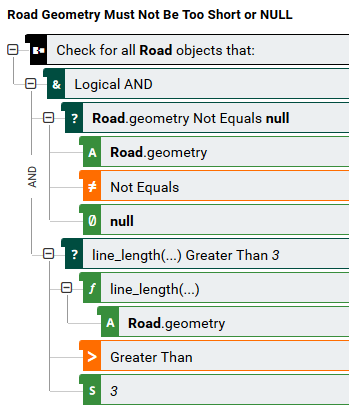 Road Geometry Must Not Be Too Short or NULL
Check for all Road objects that:
& Logical AND
? Road.geometry Not Equals null
A Road.geometry
≠ Not Equals
Ø null
AND
? line_length(...) Greater Than 3
f line_length(...)
A Road.geometry
> Greater Than
S 3